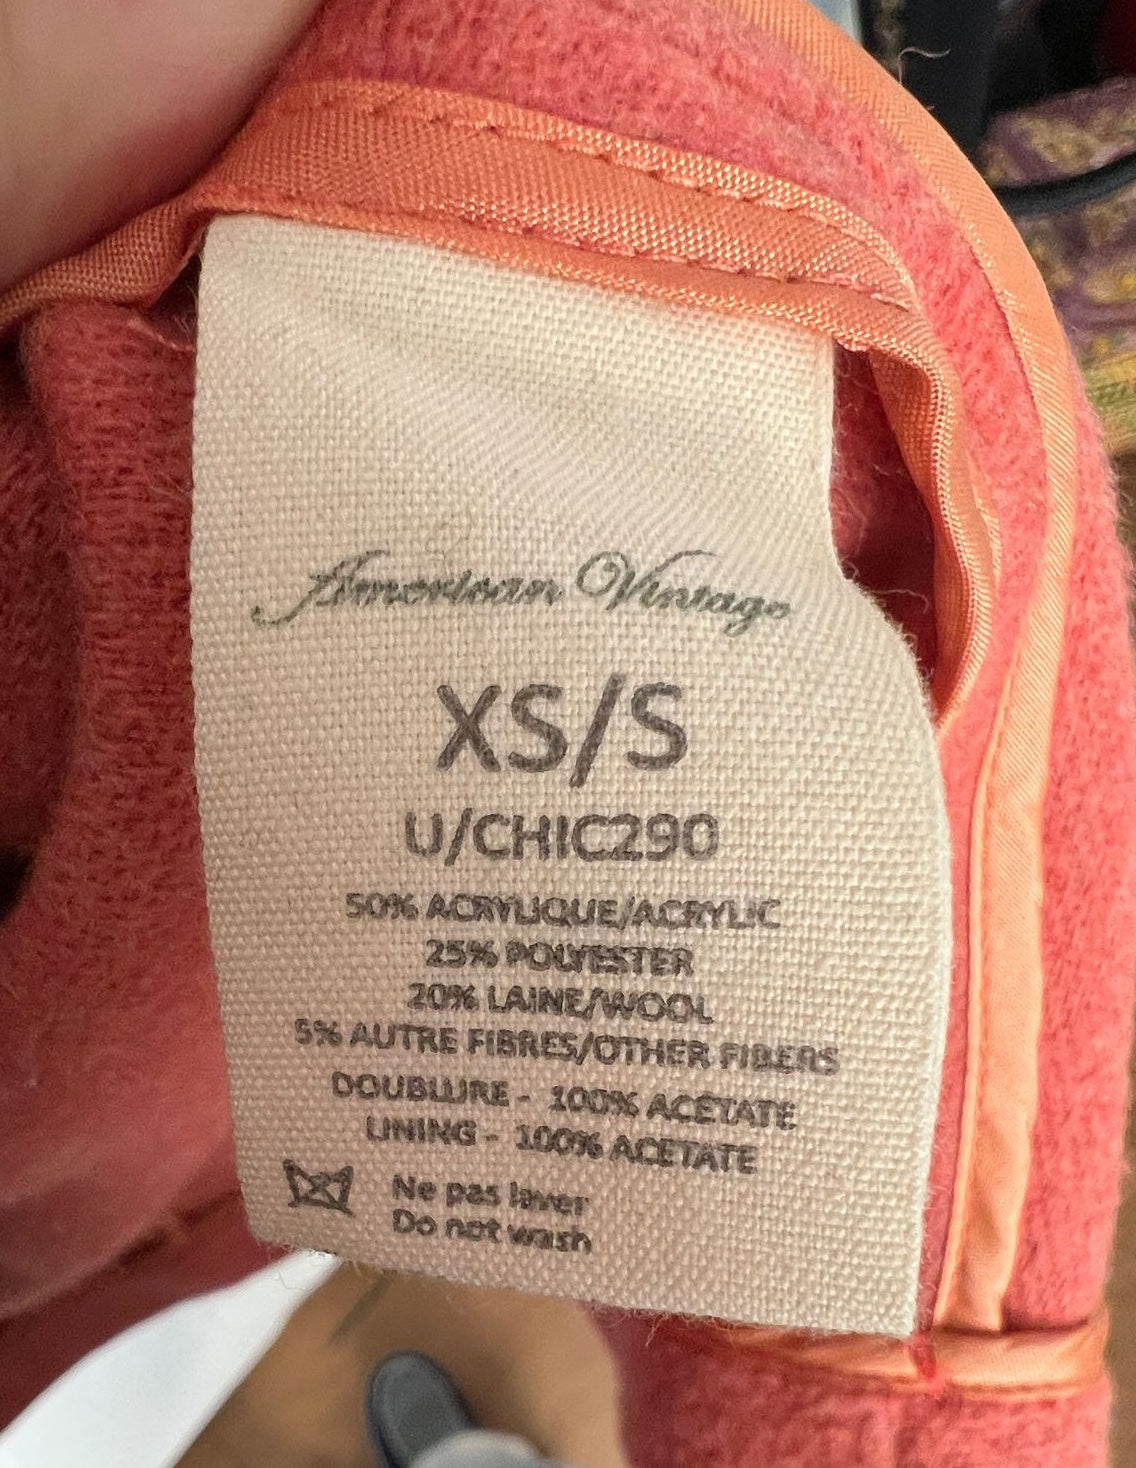 American Vintage
XS/S
U/CHIC290
50% ACRYLIQUE/ACRYLIC
25% POLYESTER
20% LAINE/WOOL
5% AUTRE FIBRES/OTHER FIBERS
DOUBLURE - 100% ACÉTATE
LINING - 100% ACETATE
Ne pas laver
Do not wash